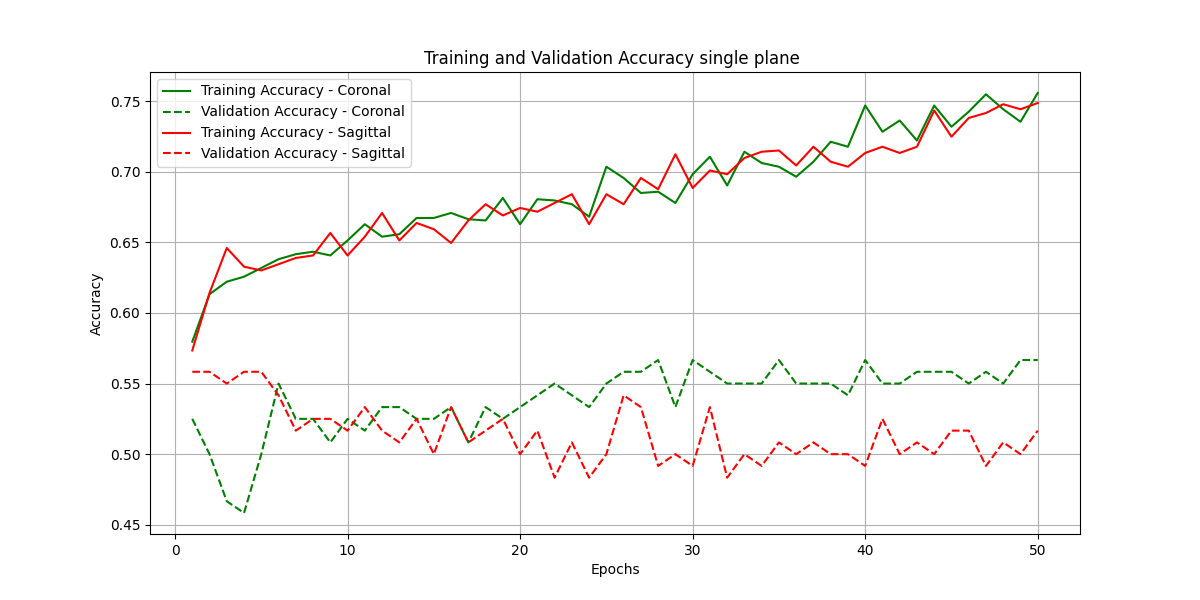 Training and Validation Accuracy single plane
Training Accuracy - Coronal
Validation Accuracy - Coronal
Training Accuracy - Sagittal
Validation Accuracy - Sagittal
Accuracy
0.75
0.70
0.65
0.60
0.55
0.50
0.45
0 10 20 30 40 50
Epochs